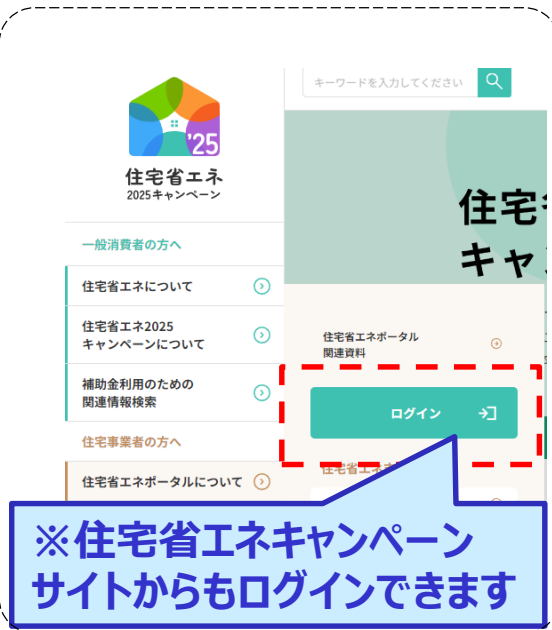 キーワードを入力してください
'25
住宅省エネ
2025キャンペーン
一般消費者の方へ
住宅省エネについて
住宅省エネ2025
キャンペーンについて
補助金利用のための
関連情報検索
住宅事業者の方へ
住宅省エネポータルについて
住宅
キャン
住宅省エネポータル
関連資料
ログイン
住宅省エネ
※住宅省エネキャンペーン
サイトからもログインできます